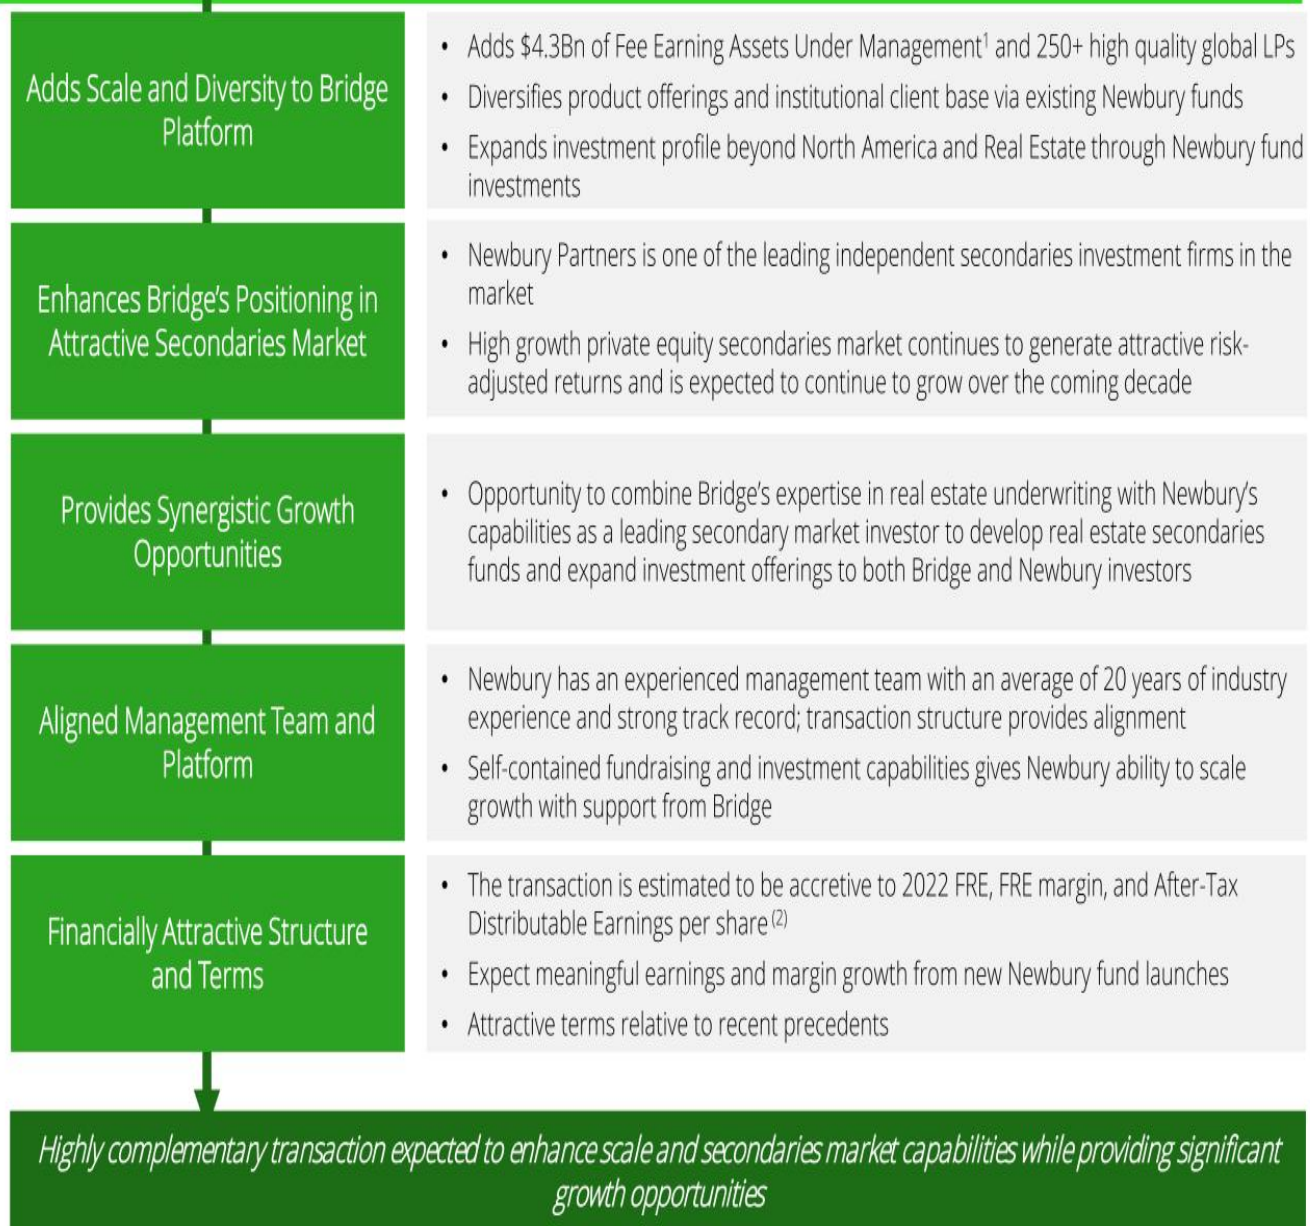 Adds Scale and Diversity to Bridge
Platform
• Adds $4.3Bn of Fee Earning Assets Under Management1 and 250+ high quality global LPs
• Diversifies product offerings and institutional client base via existing Newbury funds
• Expands investment profile beyond North America and Real Estate through Newbury fund
investments
Enhances Bridge’s Positioning in
Attractive Secondaries Market
• Newbury Partners is one of the leading independent secondaries investment firms in the
market
• High growth private equity secondaries market continues to generate attractive risk-
adjusted returns and is expected to continue to grow over the coming decade
Provides Synergistic Growth
Opportunities
• Opportunity to combine Bridge’s expertise in real estate underwriting with Newbury’s
capabilities as a leading secondary market investor to develop real estate secondaries
funds and expand investment offerings to both Bridge and Newbury investors
Aligned Management Team and
Platform
• Newbury has an experienced management team with an average of 20 years of industry
experience and strong track record; transaction structure provides alignment
• Self-contained fundraising and investment capabilities gives Newbury ability to scale
growth with support from Bridge
Financially Attractive Structure
and Terms
• The transaction is estimated to be accretive to 2022 FRE, FRE margin, and After-Tax
Distributable Earnings per share (2)
• Expect meaningful earnings and margin growth from new Newbury fund launches
• Attractive terms relative to recent precedents
Highly complementary transaction expected to enhance scale and secondaries market capabilities while providing significant
growth opportunities